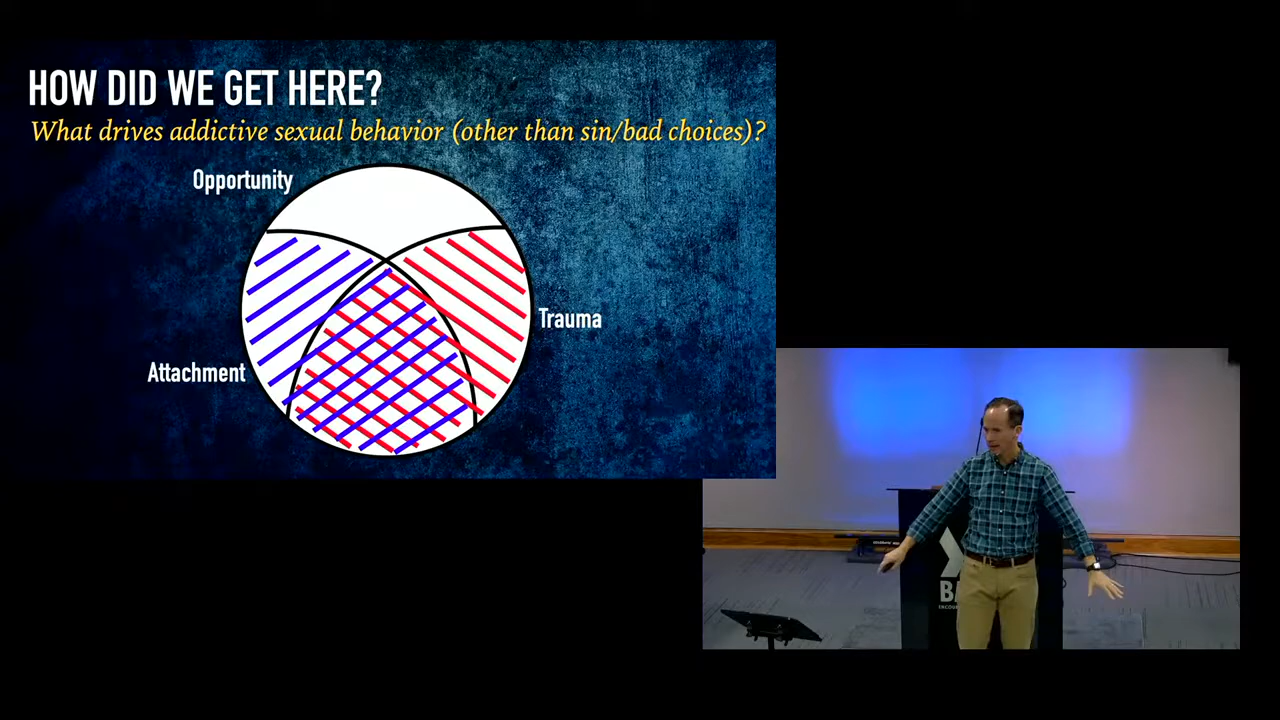 HOW DID WE GET HERE?
What drives addictive sexual behavior (other than sin/bad choices)?
Opportunity
Trauma
Attachment